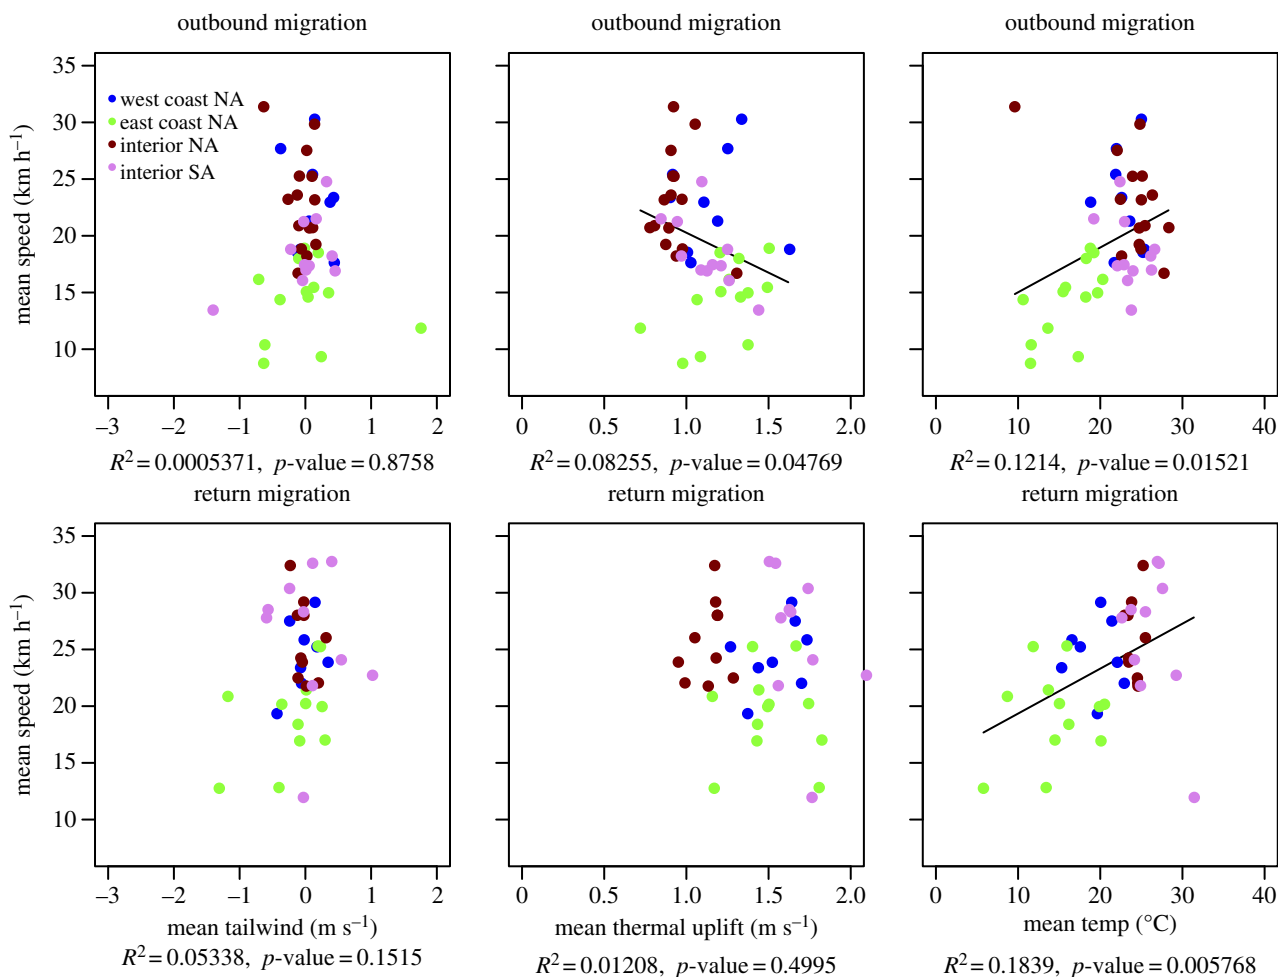 outbound migration
outbound migration
outbound migration
35
30
25
20
15
10
mean speed (km h⁻¹)
west coast NA
east coast NA
interior NA
interior SA
−3 −2 −1 0 1 2
0 0.5 1.0 1.5 2.0
0 10 20 30 40
R² = 0.0005371, p-value = 0.8758
R² = 0.08255, p-value = 0.04769
R² = 0.1214, p-value = 0.01521
return migration
return migration
return migration
35
30
25
20
15
10
mean speed (km h⁻¹)
−3 −2 −1 0 1 2
0 0.5 1.0 1.5 2.0
0 10 20 30 40
mean tailwind (m s⁻¹)
mean thermal uplift (m s⁻¹)
mean temp (°C)
R² = 0.05338, p-value = 0.1515
R² = 0.01208, p-value = 0.4995
R² = 0.1839, p-value = 0.005768